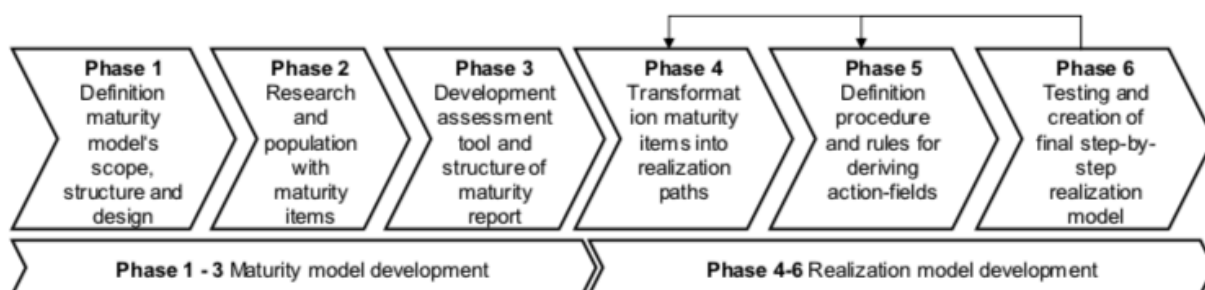 Phase 1
Definition
maturity
model's
scope,
structure and
design
Phase 2
Research
and
population
with
maturity
items
Phase 3
Development
assessment
tool and
structure of
maturity
report
Phase 4
Transformat
ion maturity
items into
realization
paths
Phase 5
Definition
procedure
and rules for
deriving
action-fields
Phase 6
Testing and
creation of
final step-by-
step
realization
model
Phase 1 - 3 Maturity model development
Phase 4-6 Realization model development